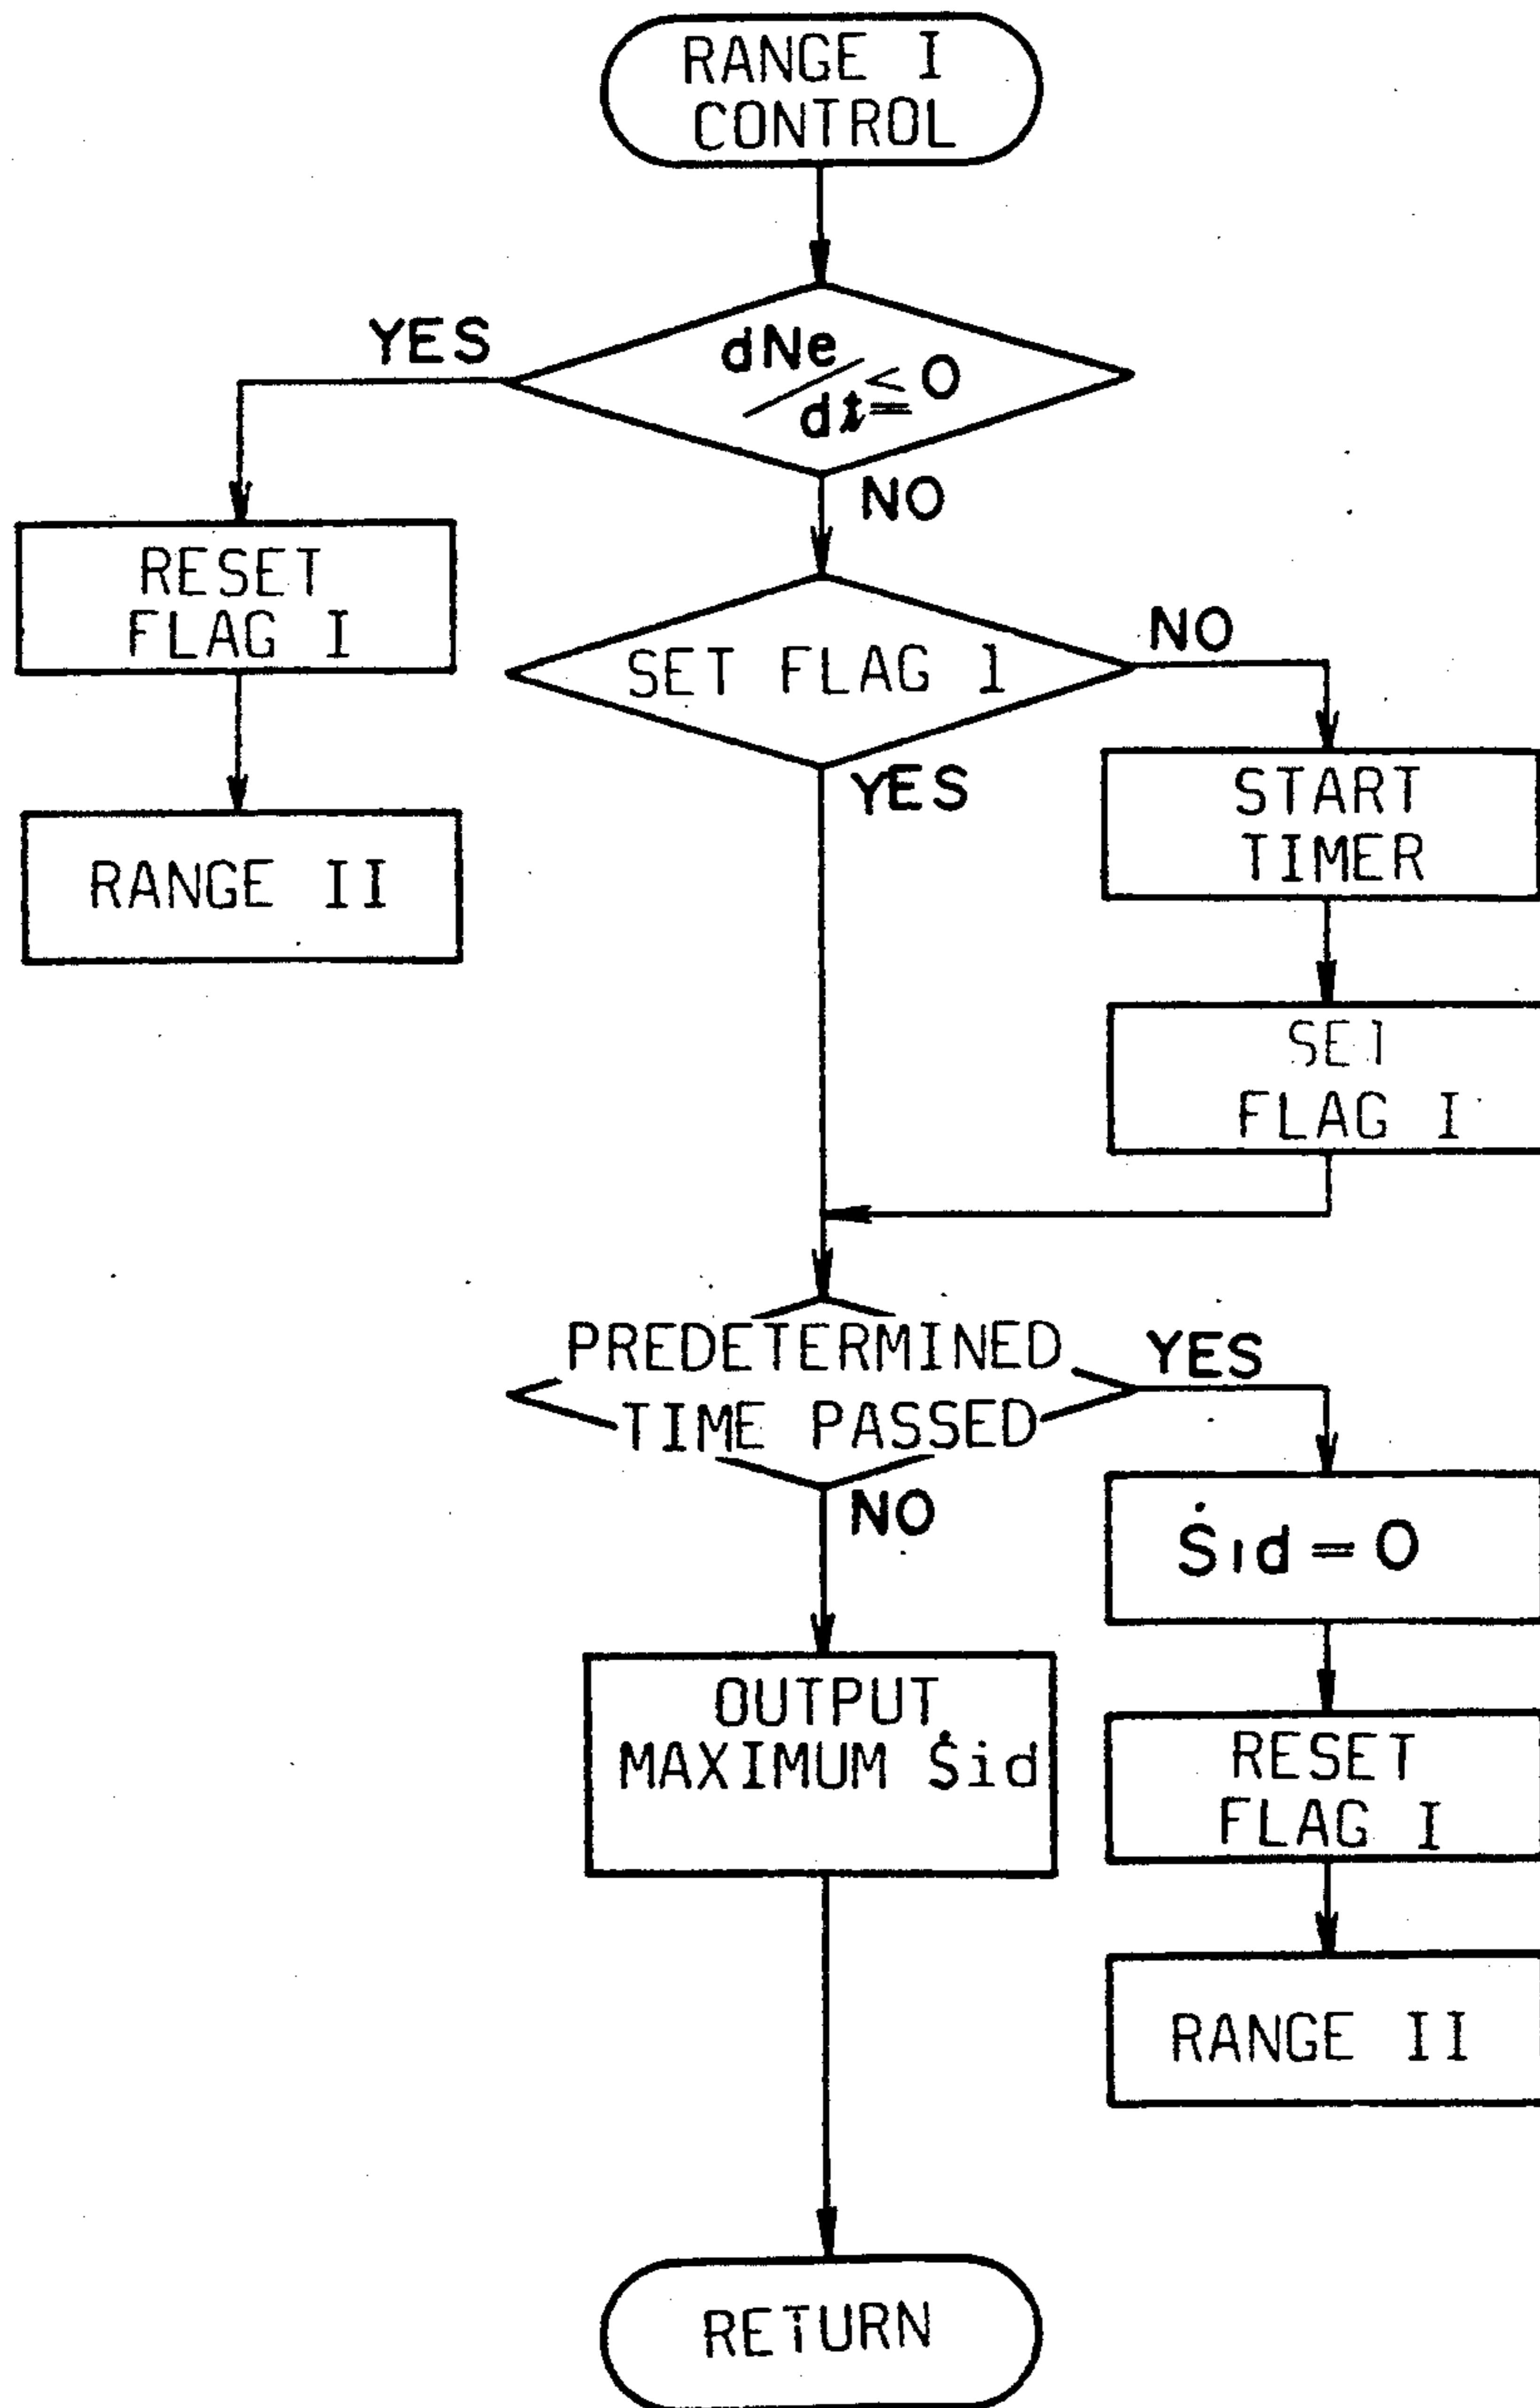 RANGE I
CONTROL
YES
dNe/dt ≦ 0
NO
RESET
FLAG I
SET FLAG 1
NO
YES
START
TIMER
RANGE II
SET
FLAG I
PREDETERMINED
TIME PASSED
YES
NO
Ṡid = 0
OUTPUT
MAXIMUM Ṡid
RESET
FLAG I
RANGE II
RETURN